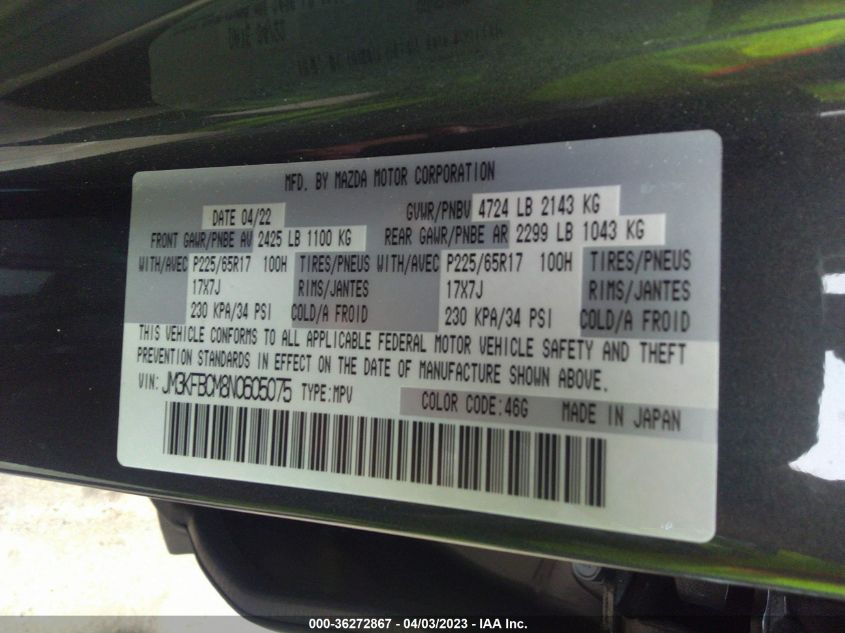 MFD. BY MAZDA MOTOR CORPORATION
DATE 04/22 GVWR/PNBV 4724 LB 2143 KG
FRONT GAWR/PNBE AV 2425 LB 1100 KG REAR GAWR/PNBE AR 2299 LB 1043 KG
WITH/AVEC P225/65R17 100H TIRES/PNEUS WITH/AVEC P225/65R17 100H TIRES/PNEUS
17X7J RIMS/JANTES 17X7J RIMS/JANTES
230 KPA/34 PSI COLD/A FROID 230 KPA/34 PSI COLD/A FROID
THIS VEHICLE CONFORMS TO ALL APPLICABLE FEDERAL MOTOR VEHICLE SAFETY AND THEFT
PREVENTION STANDARDS IN EFFECT ON THE DATE OF MANUFACTURE SHOWN ABOVE.
VIN: JM3KFBCM8N0605075 TYPE:MPV COLOR CODE:46G MADE IN JAPAN
000-36272867 - 04/03/2023 - IAA Inc.